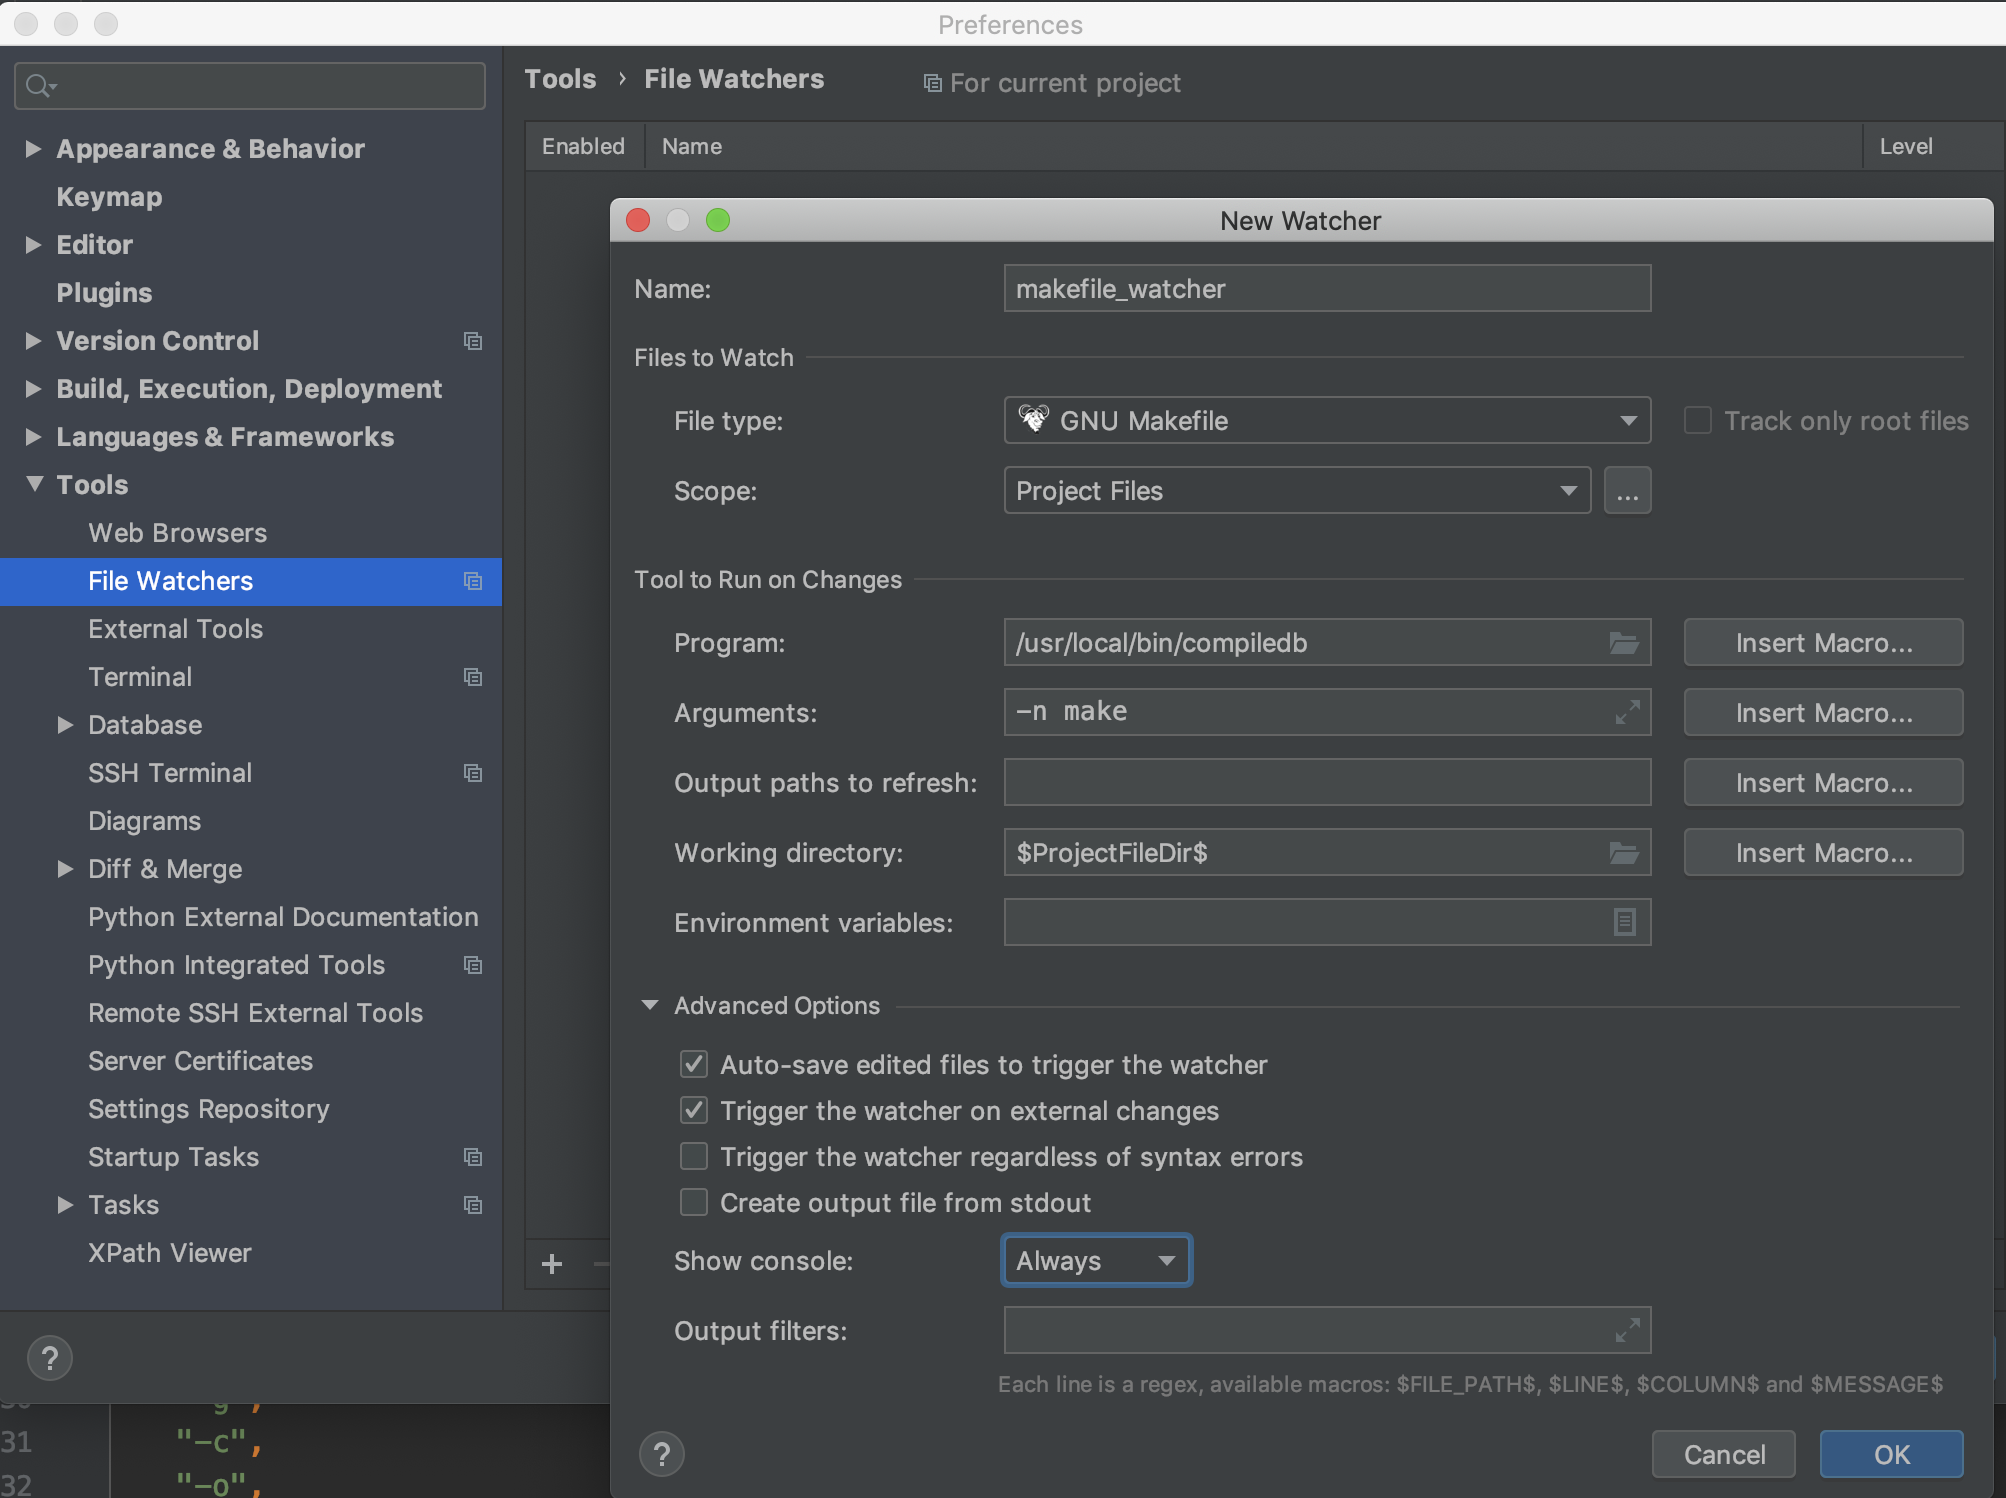 Preferences
Tools › File Watchers For current project
Enabled Name Level
Appearance & Behavior
Keymap
Editor
Plugins
Version Control
Build, Execution, Deployment
Languages & Frameworks
Tools
Web Browsers
File Watchers
External Tools
Terminal
Database
SSH Terminal
Diagrams
Diff & Merge
Python External Documentation
Python Integrated Tools
Remote SSH External Tools
Server Certificates
Settings Repository
Startup Tasks
Tasks
XPath Viewer
New Watcher
Name: makefile_watcher
Files to Watch
File type: GNU Makefile Track only root files
Scope: Project Files ...
Tool to Run on Changes
Program: /usr/local/bin/compiledb Insert Macro...
Arguments: -n make Insert Macro...
Output paths to refresh: Insert Macro...
Working directory: $ProjectFileDir$ Insert Macro...
Environment variables:
Advanced Options
Auto-save edited files to trigger the watcher
Trigger the watcher on external changes
Trigger the watcher regardless of syntax errors
Create output file from stdout
Show console: Always
Output filters:
Each line is a regex, available macros: $FILE_PATH$, $LINE$, $COLUMN$ and $MESSAGE$
? Cancel OK
?
31 "-c",
32 "-o",